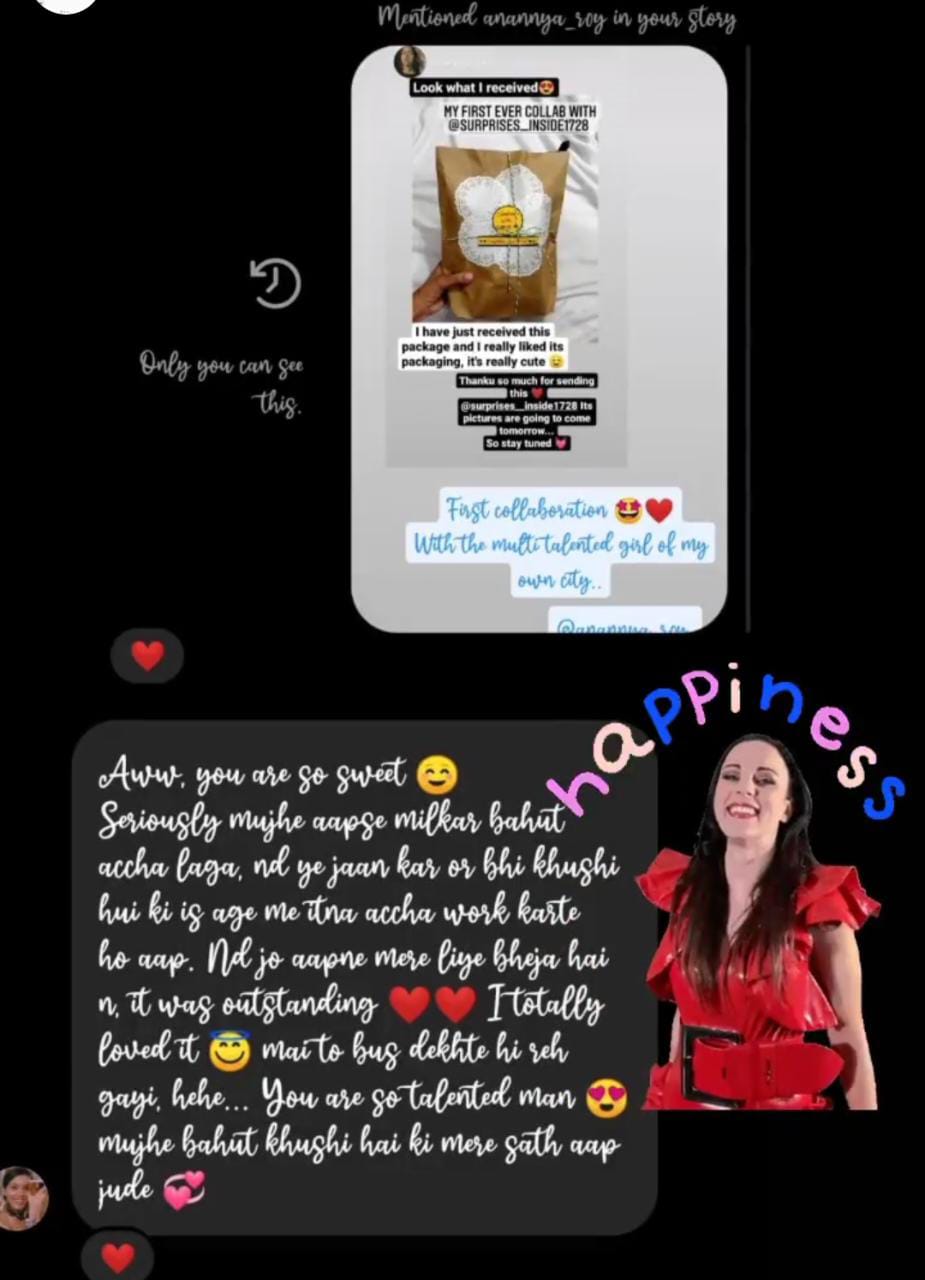 Mentioned anannya_roy in your story
Look what I received😍
MY FIRST EVER COLLAB WITH
@SURPRISES_INSIDE1728
I have just received this
package and I really liked its
packaging, it's really cute 😊
Thanku so much for sending
this ❤️
@surprises_inside1728 Its
pictures are going to come
tomorrow...
So stay tuned 💓
Only you can see
this.
First collaboration 🤩❤️
With the multi talented girl of my
own city..
@anannya_roy
❤️
happiness
Aww, you are so sweet 😊
Seriously mujhe aapse milkar bahut
accha laga, nd ye jaan kar or bhi khushi
hui ki is age me itna accha work karte
ho aap. Nd jo aapne mere liye bheja hai
n, it was outstanding ❤️❤️ I totally
loved it 😇 mai to bus dekhte hi reh
gayi, hehe... You are so talented man 😍
mujhe bahut khushi hai ki mere sath aap
jude 💞
❤️